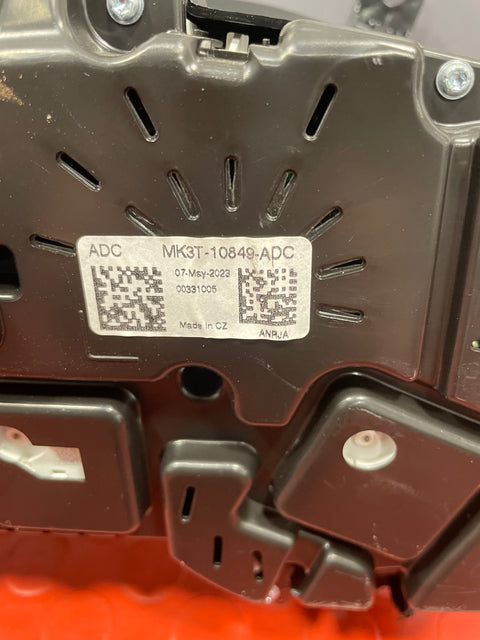 ADC MK3T-10849-ADC
07-May-2023
00331005
Made in CZ
ANRJA